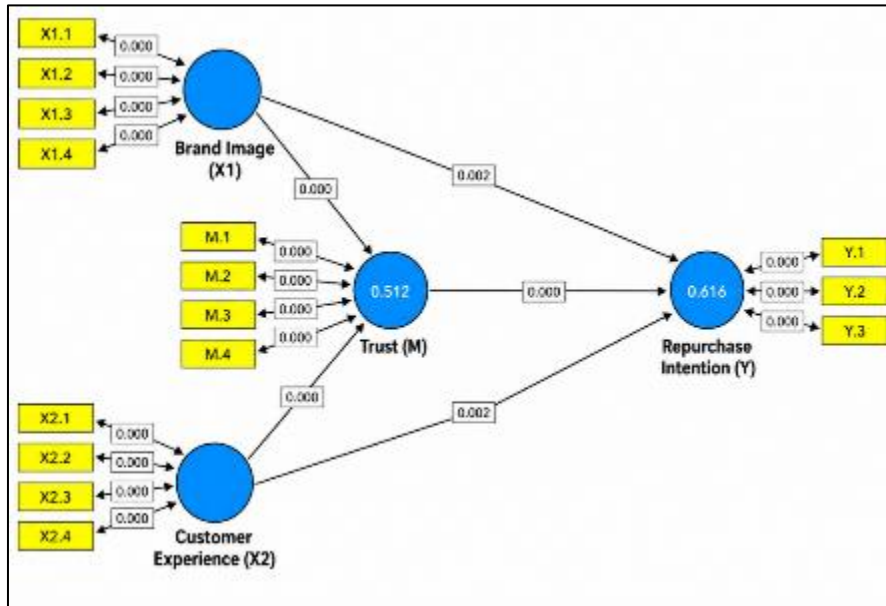 X1.1
0.000
X1.2
0.000
X1.3
0.000
X1.4
0.000
Brand Image
(X1)
0.002
0.000
M.1
0.000
M.2
0.000
M.3
0.000
M.4
0.000
0.512
Trust (M)
0.000
0.616
Repurchase
Intention (Y)
0.000
Y.1
0.000
Y.2
0.000
Y.3
0.000
0.002
X2.1
0.000
X2.2
0.000
X2.3
0.000
X2.4
0.000
Customer
Experience (X2)